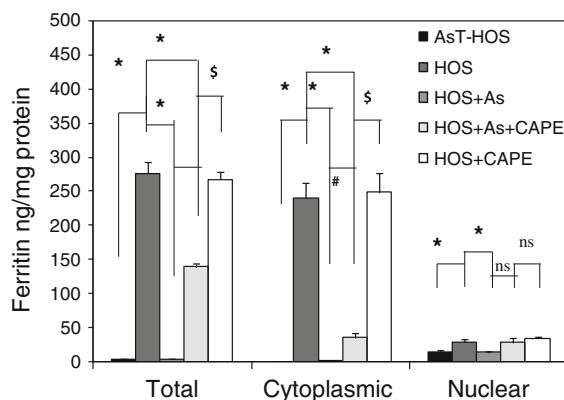 500
450
400
350
300
250
200
150
100
50
0
Ferritin ng/mg protein
* * * $
* * * $ #
* * ns ns
AsT-HOS
HOS
HOS+As
HOS+As+CAPE
HOS+CAPE
Total Cytoplasmic Nuclear